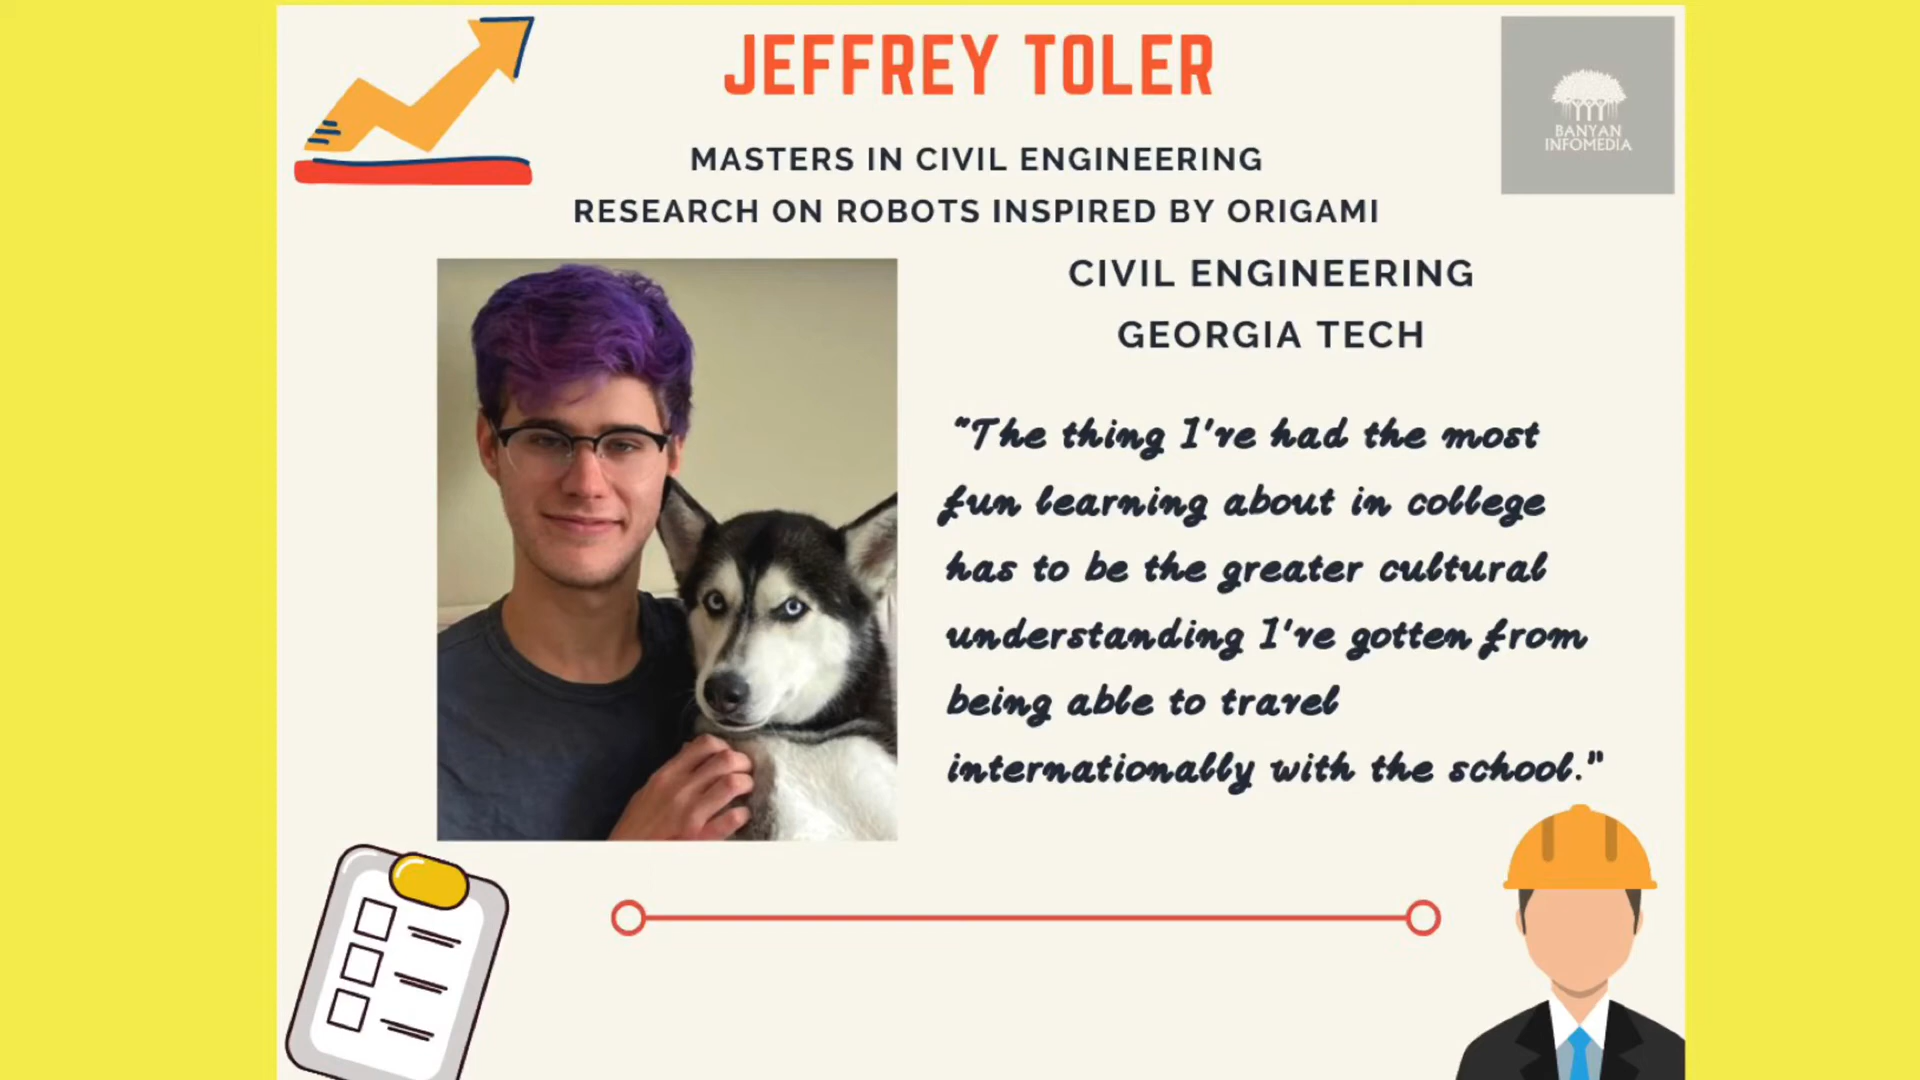 JEFFREY TOLER
BANYAN
INFOMEDIA
MASTERS IN CIVIL ENGINEERING
RESEARCH ON ROBOTS INSPIRED BY ORIGAMI
CIVIL ENGINEERING
GEORGIA TECH
"The thing I've had the most
fun learning about in college
has to be the greater cultural
understanding I've gotten from
being able to travel
internationally with the school."